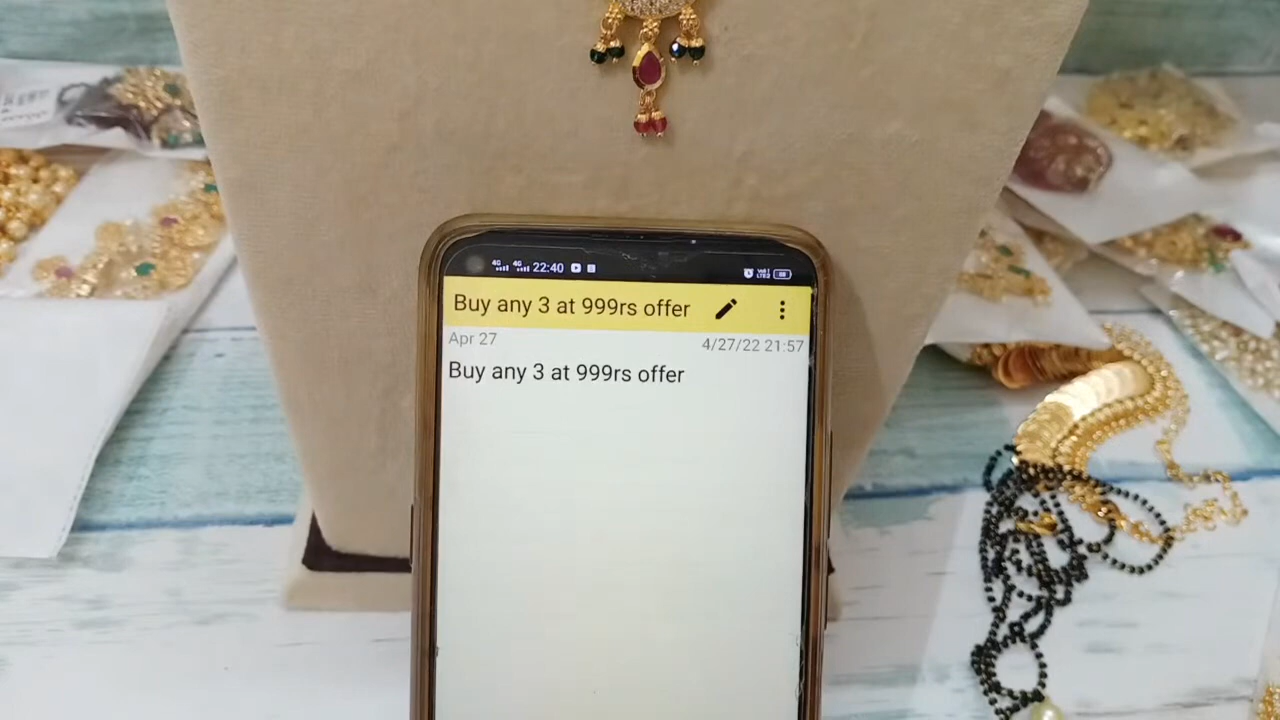 22:40
Buy any 3 at 999rs offer
Apr 27
4/27/22 21:57
Buy any 3 at 999rs offer